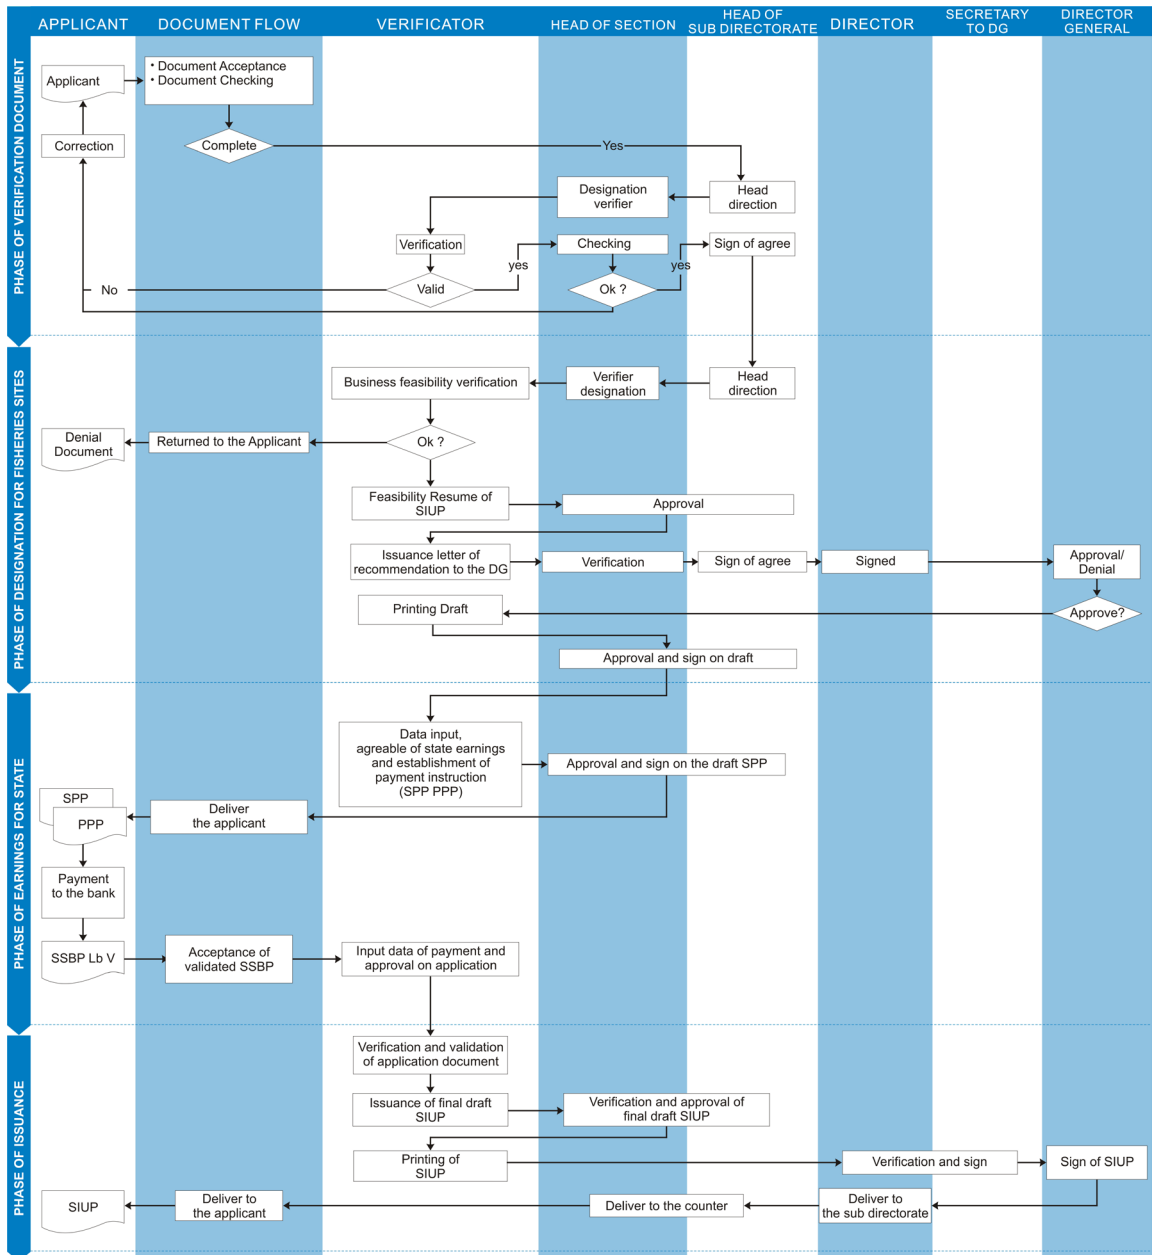 APPLICANT
DOCUMENT FLOW
VERIFICATOR
HEAD OF SECTION
HEAD OF
SUB DIRECTORATE
DIRECTOR
SECRETARY
TO DG
DIRECTOR
GENERAL
PHASE OF VERIFICATION DOCUMENT
Applicant
• Document Acceptance
• Document Checking
Correction
Complete
Yes
Designation
verifier
Head
direction
Verification
yes
Checking
yes
Sign of agree
No
Valid
Ok ?
PHASE OF DESIGNATION FOR FISHERIES SITES
Business feasibility verification
Verifier
designation
Head
direction
Denial
Document
Returned to the Applicant
Ok ?
Feasibility Resume of
SIUP
Approval
Issuance letter of
recommendation to the DG
Verification
Sign of agree
Signed
Approval/
Denial
Printing Draft
Approve?
Approval and sign on draft
PHASE OF EARNINGS FOR STATE
Data input,
agreable of state earnings
and establishment of
payment instruction
(SPP PPP)
Approval and sign on the draft SPP
SPP
PPP
Deliver
the applicant
Payment
to the bank
SSBP Lb V
Acceptance of
validated SSBP
Input data of payment and
approval on application
PHASE OF ISSUANCE
Verification and validation
of application document
Issuance of final draft
SIUP
Verification and approval of
final draft SIUP
Printing of
SIUP
Verification and sign
Sign of SIUP
SIUP
Deliver to
the applicant
Deliver to the counter
Deliver to
the sub directorate